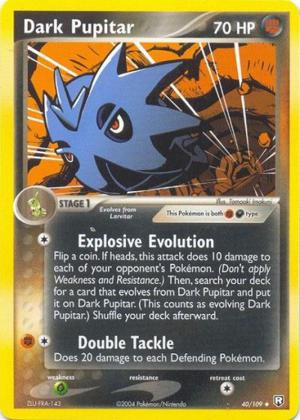 Dark Pupitar 70 HP
Illus. Tomoaki Imakuni
STAGE 1
Evolves from
Larvitar
This Pokémon is both type
Explosive Evolution
Flip a coin. If heads, this attack does 10 damage to
each of your opponent's Pokémon. (Don't apply
Weakness and Resistance.) Then, search your deck
for a card that evolves from Dark Pupitar and put
it on Dark Pupitar. (This counts as evolving Dark
Pupitar.) Shuffle your deck afterward.
Double Tackle
Does 20 damage to each Defending Pokémon.
weakness resistance retreat cost
©2004 Pokémon/Nintendo 40/109